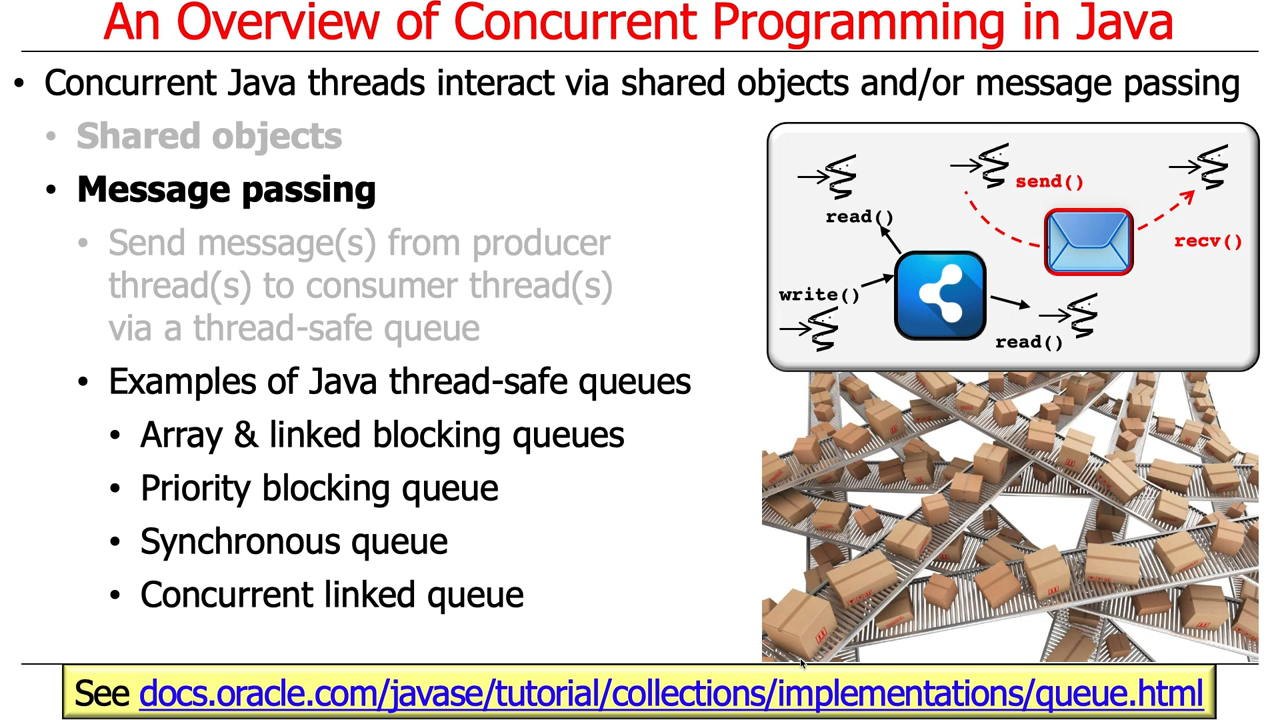 An Overview of Concurrent Programming in Java
• Concurrent Java threads interact via shared objects and/or message passing
• Shared objects
• Message passing
• Send message(s) from producer
thread(s) to consumer thread(s)
via a thread-safe queue
• Examples of Java thread-safe queues
• Array & linked blocking queues
• Priority blocking queue
• Synchronous queue
• Concurrent linked queue
send()
read()
recv()
write()
read()
See docs.oracle.com/javase/tutorial/collections/implementations/queue.html